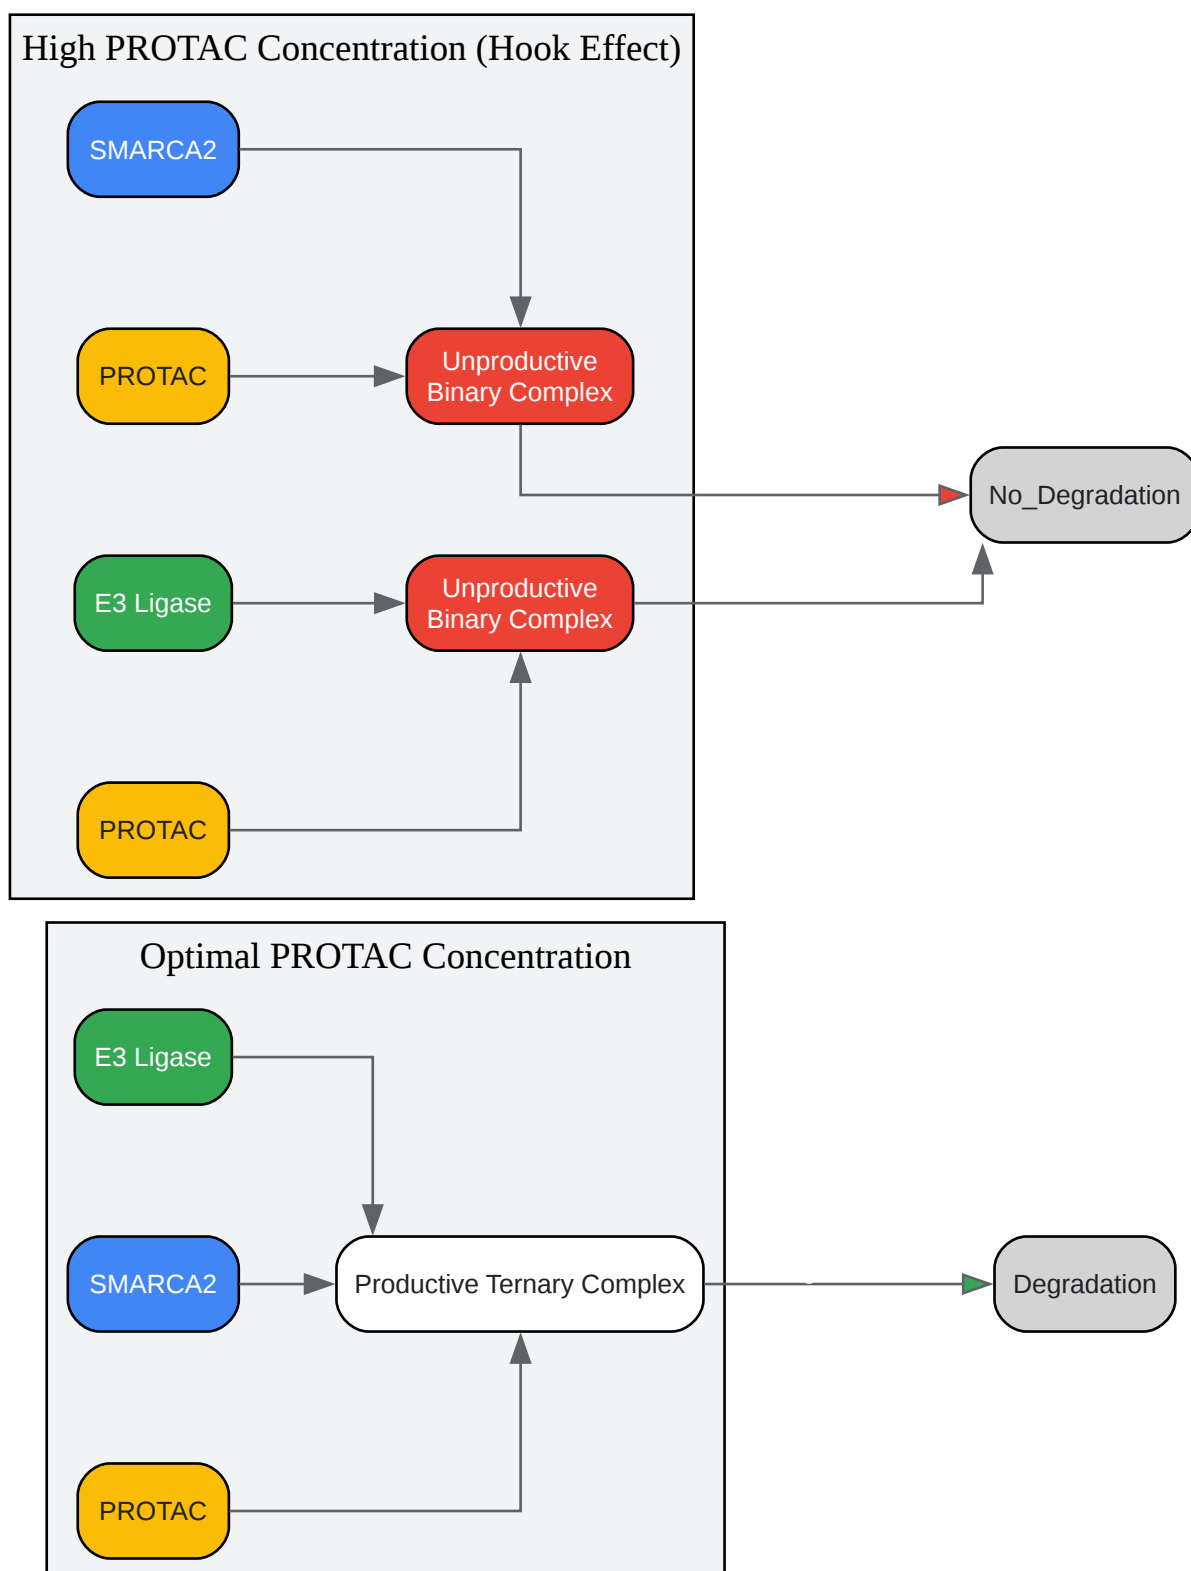 High PROTAC Concentration (Hook Effect)
SMARCA2
PROTAC
Unproductive
Binary Complex
No_Degradation
E3 Ligase
Unproductive
Binary Complex
PROTAC
Optimal PROTAC Concentration
E3 Ligase
SMARCA2
Productive Ternary Complex
Degradation
PROTAC